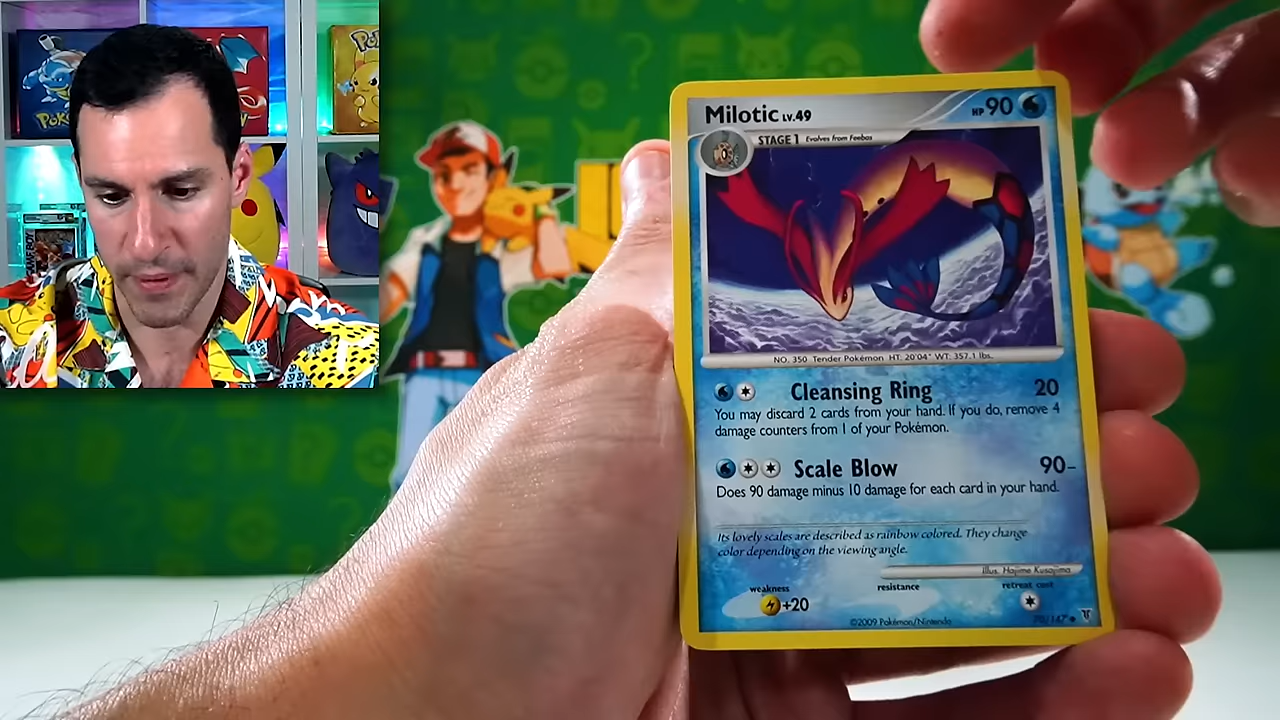 Milotic LV.49
HP 90
STAGE 1 Evolves from Feebas
NO. 350 Tender Pokémon HT: 20'04" WT: 357.1 lbs.
Cleansing Ring 20
You may discard 2 cards from your hand. If you do, remove 4
damage counters from 1 of your Pokémon.
Scale Blow 90-
Does 90 damage minus 10 damage for each card in your hand.
Its lovely scales are described as rainbow colored. They change
color depending on the viewing angle.
Illus. Hajime Kusajima
weakness resistance retreat cost
+20
©2009 Pokémon/Nintendo